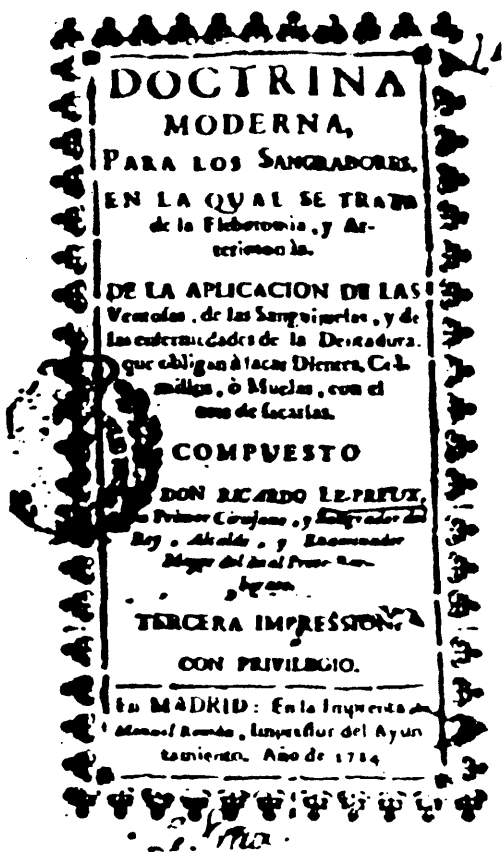 DOCTRINA
MODERNA,
PARA LOS SANGRADORES.
EN LA QVAL SE TRATA
de la Flebotomia, y Ar-
teriotomia.
DE LA APLICACION DE LAS
Ventosas, de las Sanguijuelas, y de
las enfermedades de la Dentadura.
que obligan à sacar Dientes, Col-
millos, ò Muelas, con el
arte de sacarlas.
COMPUESTO
DON RICARDO LE-PREUX,
Primer Cirujano, y Sangrador del
Rey, Alcalde, y Examinador
Mayor del
TERCERA IMPRESSION.
CON PRIVILEGIO.
En MADRID: En la Imprenta de
Manuel Román, Impressor del Ayun
tamiento. Año de